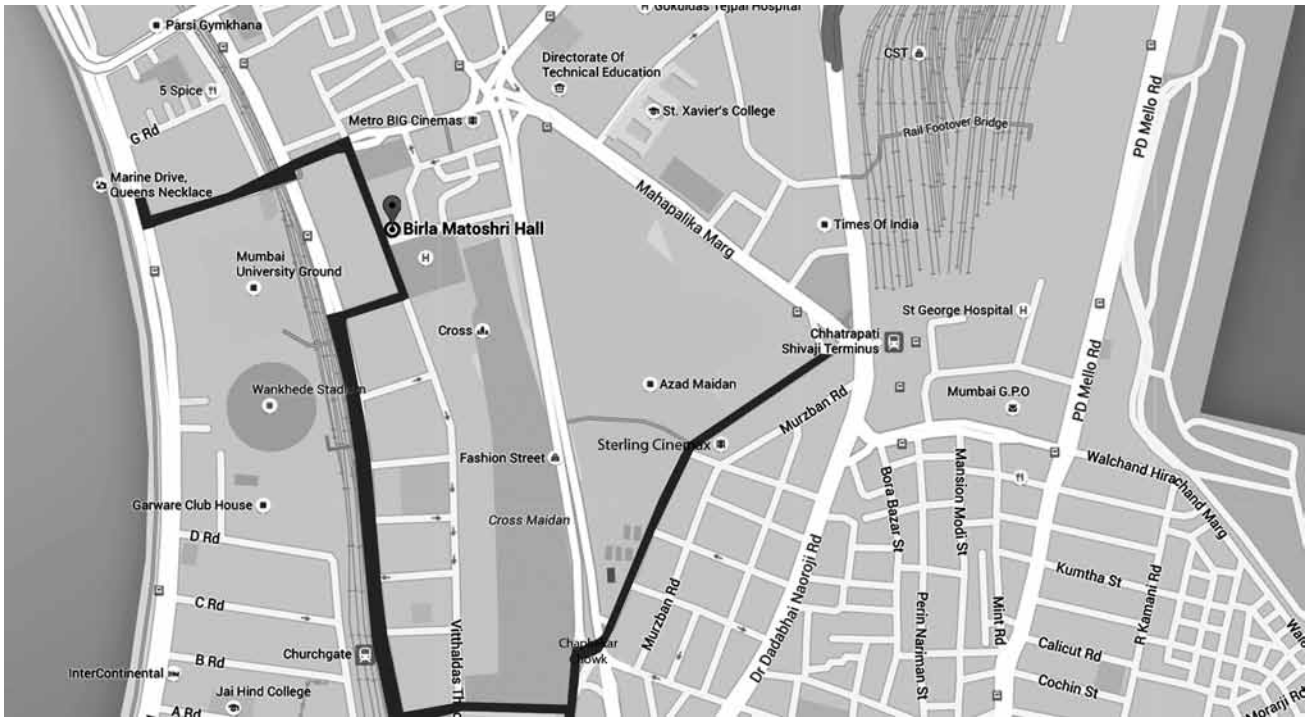 Gokuldas Tejpal Hospital
Parsi Gymkhana
CST
Directorate Of
Technical Education
5 Spice
St. Xavier's College
Metro BIG Cinemas
G Rd
Rail Footover Bridge
PD Mello Rd
Marine Drive,
Queens Necklace
Mahapalika Marg
Birla Matoshri Hall
Times Of India
Mumbai
University Ground
St George Hospital
Cross
Chhatrapati
Shivaji Terminus
PD Mello Rd
Azad Maidan
Wankhede Stadium
Mumbai G.P.O
Murzban Rd
Sterling Cinemax
Fashion Street
Walchand Hirachand Marg
Bora Bazar St
Mansion Modi St
Garware Club House
Cross Maidan
D Rd
Dr Dadabhai Naoroji Rd
Kumtha St
C Rd
Murzban Rd
Perin Nariman St
Mint Rd
R Kamani Rd
Vitthaldas
Chowk
Calicut Rd
Churchgate
B Rd
InterContinental
Cochin St
Jai Hind College
A Rd
Morarji Rd